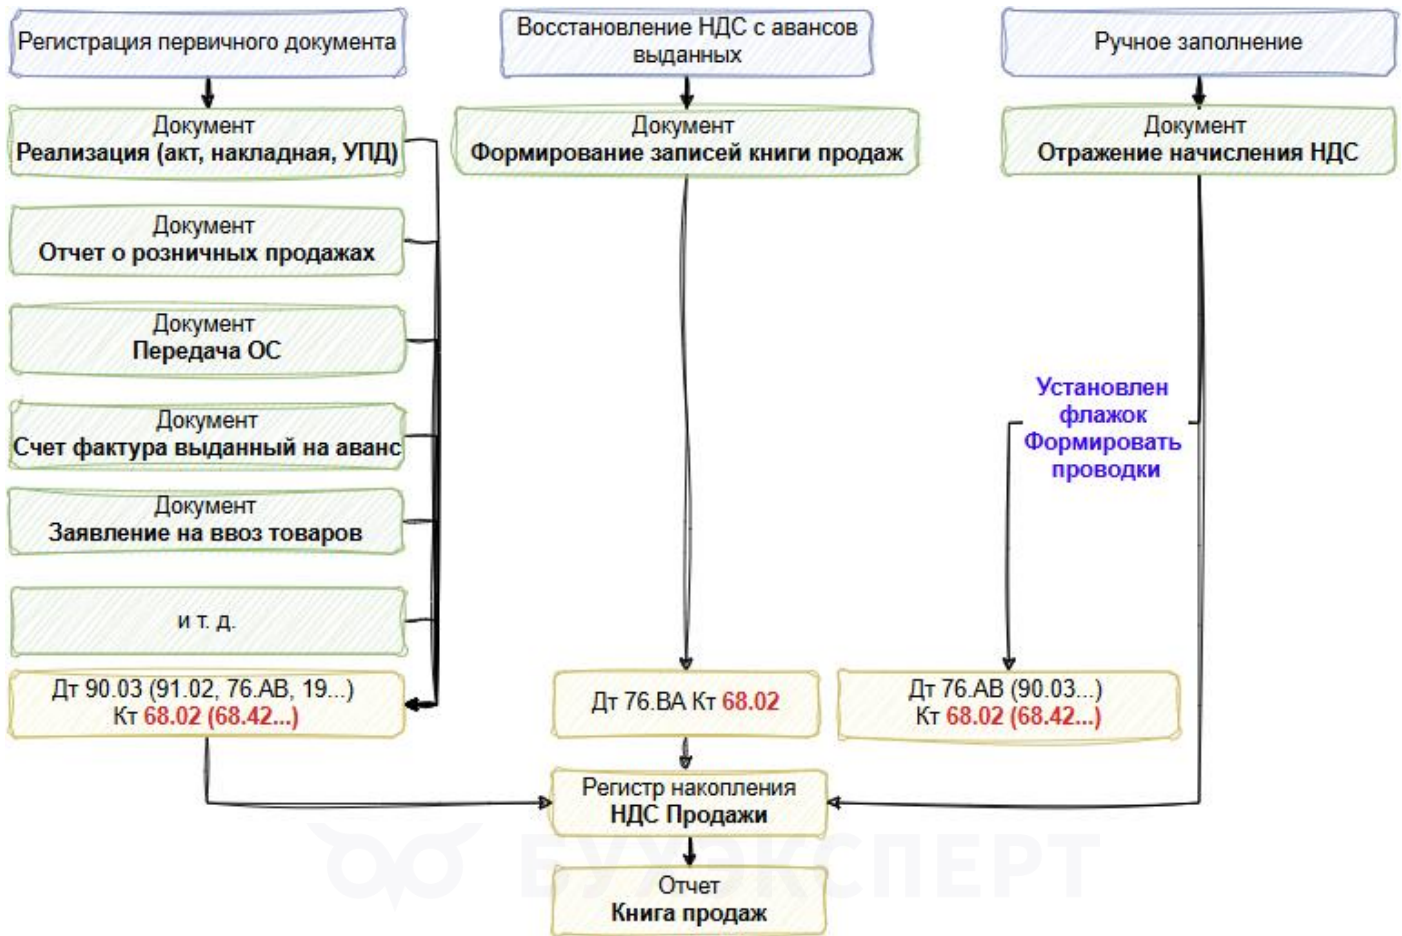 Регистрация первичного документа
Восстановление НДС с авансов
выданных
Ручное заполнение
Документ
Реализация (акт, накладная, УПД)
Документ
Формирование записей книги продаж
Документ
Отражение начисления НДС
Документ
Отчет о розничных продажах
Документ
Передача ОС
Документ
Счет фактура выданный на аванс
Документ
Заявление на ввоз товаров
и т. д.
Установлен
флажок
Формировать
проводки
Дт 90.03 (91.02, 76.АВ, 19...)
Кт 68.02 (68.42...)
Дт 76.ВА Кт 68.02
Дт 76.АВ (90.03...)
Кт 68.02 (68.42...)
Регистр накопления
НДС Продажи
БУХЭКСПЕРТ
Отчет
Книга продаж